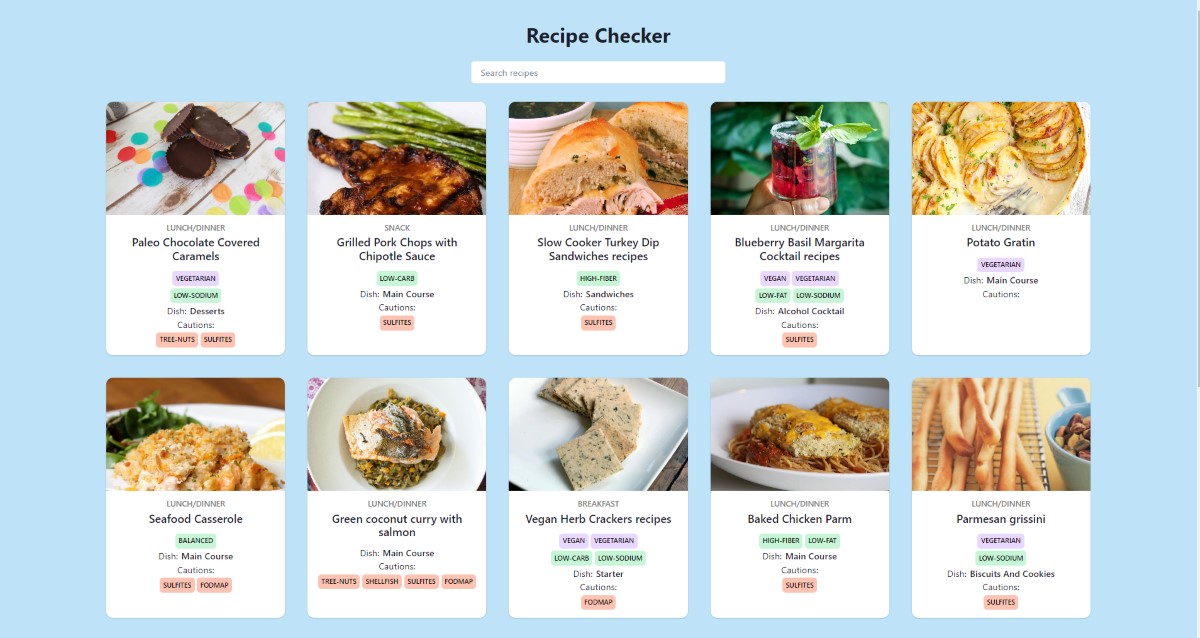 Recipe Checker
Search recipes
LUNCH/DINNER
Paleo Chocolate Covered
Caramels
VEGETARIAN
LOW-SODIUM
Dish: Desserts
Cautions:
TREE-NUTS SULFITES
SNACK
Grilled Pork Chops with
Chipotle Sauce
LOW-CARB
Dish: Main Course
Cautions:
SULFITES
LUNCH/DINNER
Slow Cooker Turkey Dip
Sandwiches recipes
HIGH-FIBER
Dish: Sandwiches
Cautions:
SULFITES
LUNCH/DINNER
Blueberry Basil Margarita
Cocktail recipes
VEGAN VEGETARIAN
LOW-FAT LOW-SODIUM
Dish: Alcohol Cocktail
Cautions:
SULFITES
LUNCH/DINNER
Potato Gratin
VEGETARIAN
Dish: Main Course
Cautions:
LUNCH/DINNER
Seafood Casserole
BALANCED
Dish: Main Course
Cautions:
SULFITES FODMAP
LUNCH/DINNER
Green coconut curry with
salmon
Dish: Main Course
Cautions:
TREE-NUTS SHELLFISH SULFITES FODMAP
BREAKFAST
Vegan Herb Crackers recipes
VEGAN VEGETARIAN
LOW-CARB LOW-SODIUM
Dish: Starter
Cautions:
FODMAP
LUNCH/DINNER
Baked Chicken Parm
HIGH-FIBER LOW-FAT
Dish: Main Course
Cautions:
SULFITES
LUNCH/DINNER
Parmesan grissini
VEGETARIAN
LOW-SODIUM
Dish: Biscuits And Cookies
Cautions:
SULFITES